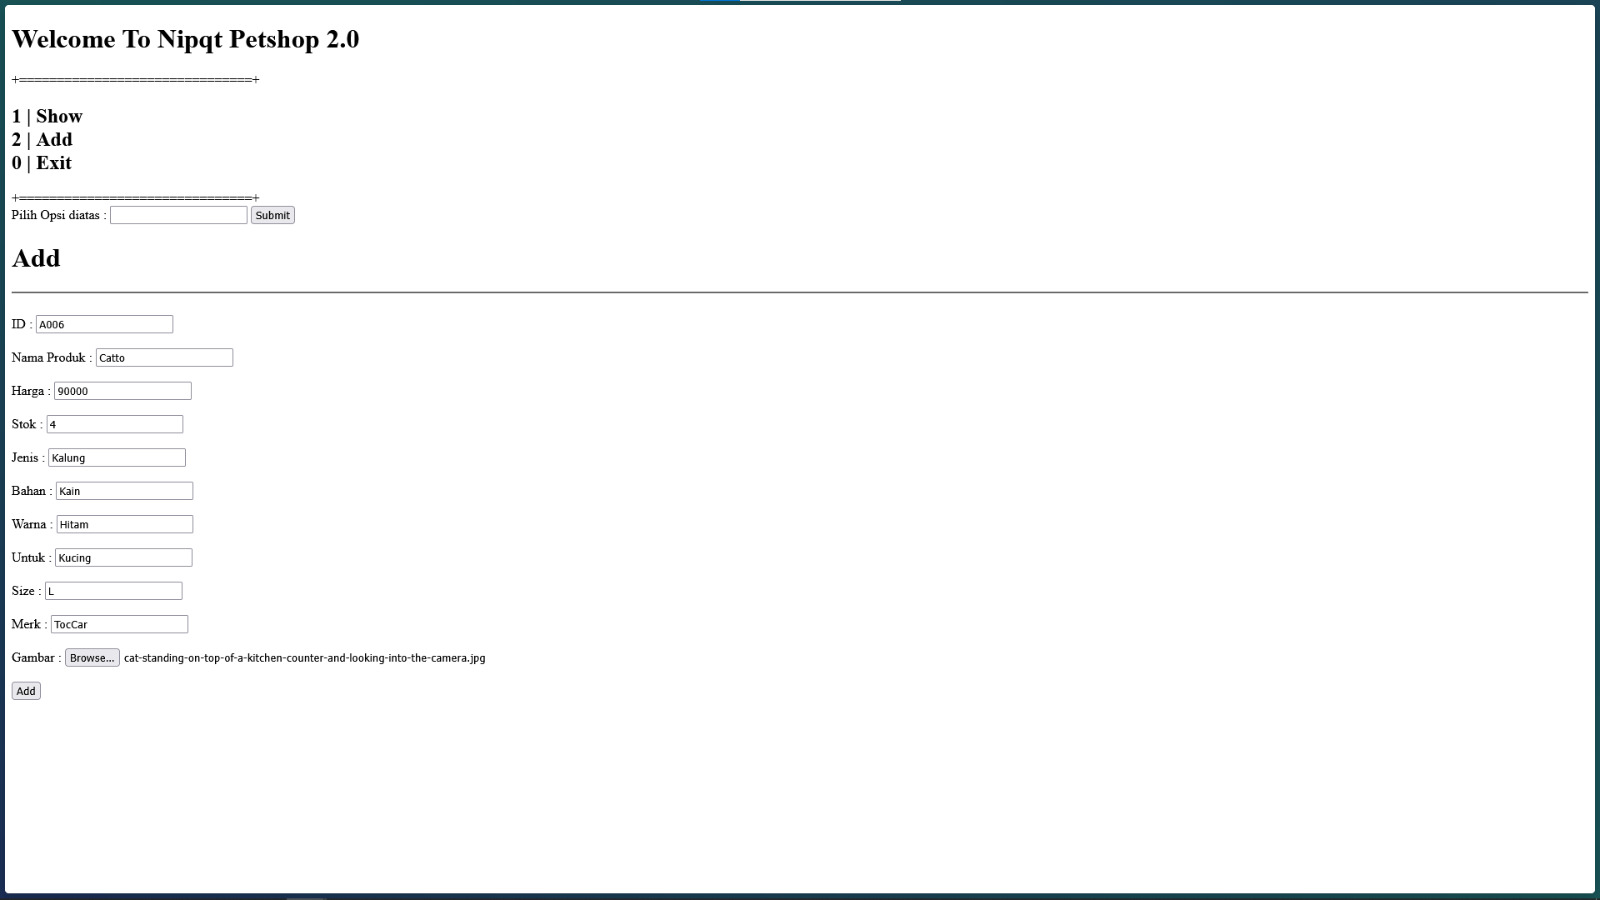 Welcome To Nipqt Petshop 2.0
+===============================+
1 | Show
2 | Add
0 | Exit
+===============================+
Pilih Opsi diatas : Submit
Add
ID : A006
Nama Produk : Catto
Harga : 90000
Stok : 4
Jenis : Kalung
Bahan : Kain
Warna : Hitam
Untuk : Kucing
Size : L
Merk : TocCar
Gambar : Browse... cat-standing-on-top-of-a-kitchen-counter-and-looking-into-the-camera.jpg
Add